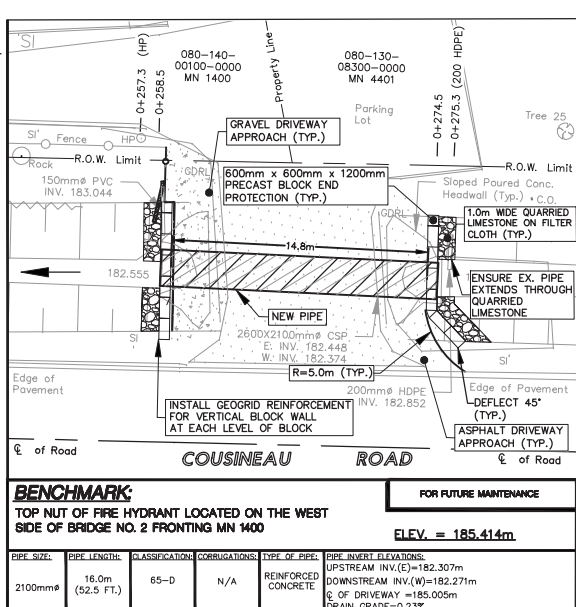 SI
0+257.3 (HP)
0+258.5
080-140-
00100-0000
MN 1400
Property Line
080-130-
08300-0000
MN 4401
0+274.5
0+275.3 (200 HDPE)
Parking
Lot
Tree 25
GRAVEL DRIVEWAY
APPROACH (TYP.)
SI
Fence
HP
Rock
R.O.W. Limit
R.O.W. Limit
150mmø PVC
INV. 183.044
GDRL
600mm x 600mm x 1200mm
PRECAST BLOCK END
PROTECTION (TYP.)
Sloped Poured Conc.
Headwall (Typ.)
C.O.
GDRL
1.0m WIDE QUARRIED
LIMESTONE ON FILTER
CLOTH (TYP.)
14.8m
182.555
ENSURE EX. PIPE
EXTENDS THROUGH
QUARRIED
LIMESTONE
NEW PIPE
2600X2100mmø CSP
E: INV. 182.448
W: INV. 182.374
SI
SI
R=5.0m (TYP.)
Edge of
Pavement
200mmø HDPE
INV. 182.852
Edge of Pavement
DEFLECT 45°
(TYP.)
INSTALL GEOGRID REINFORCEMENT
FOR VERTICAL BLOCK WALL
AT EACH LEVEL OF BLOCK
ASPHALT DRIVEWAY
APPROACH (TYP.)
℄ of Road
COUSINEAU ROAD
℄ of Road
BENCHMARK:
TOP NUT OF FIRE HYDRANT LOCATED ON THE WEST
SIDE OF BRIDGE NO. 2 FRONTING MN 1400
FOR FUTURE MAINTENANCE
ELEV. = 185.414m
PIPE SIZE:
PIPE LENGTH:
CLASSIFICATION:
CORRUGATIONS:
TYPE OF PIPE:
PIPE INVERT ELEVATIONS:
2100mmø
16.0m
(52.5 FT.)
65-D
N/A
REINFORCED
CONCRETE
UPSTREAM INV.(E)=182.307m
DOWNSTREAM INV.(W)=182.271m
℄ OF DRIVEWAY =185.005m
DRAIN GRADE=0.23%